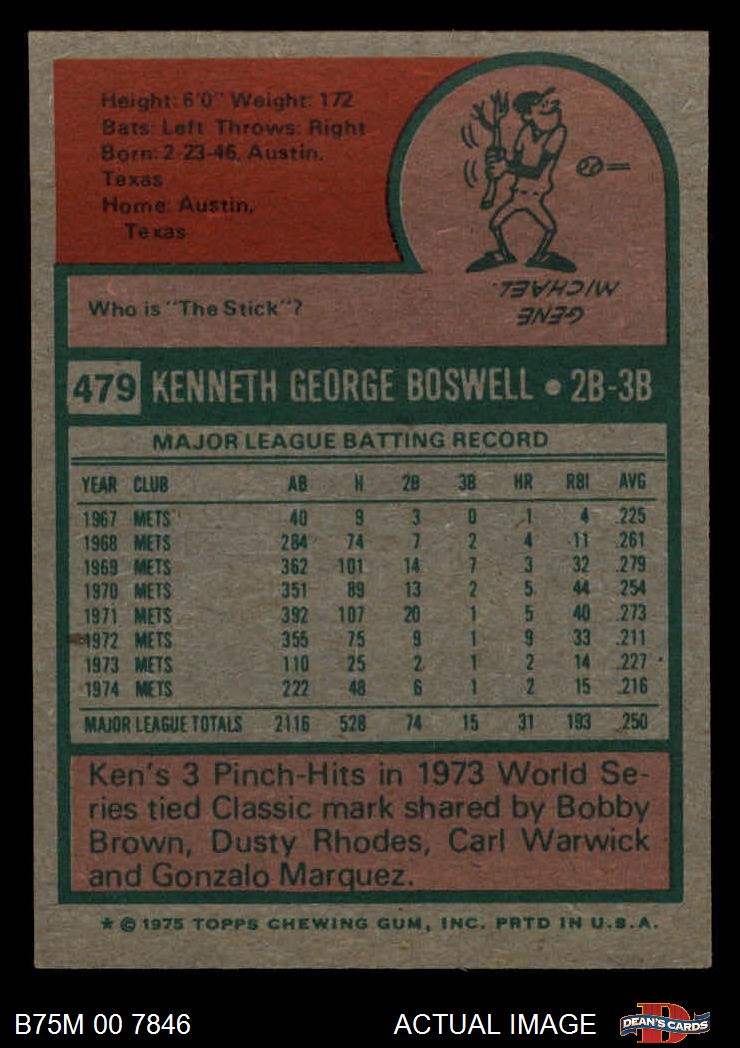 Height: 6'0" Weight: 172
Bats: Left Throws: Right
Born: 2-23-46, Austin,
Texas
Home: Austin,
Texas
Who is "The Stick"?
GENE
MICHAEL.
479 KENNETH GEORGE BOSWELL • 2B-3B
MAJOR LEAGUE BATTING RECORD
YEAR CLUB AB H 2B 3B HR RBI AVG
1967 METS 40 9 3 0 1 4 .225
1968 METS 284 74 7 2 4 11 .261
1969 METS 362 101 14 7 3 32 .279
1970 METS 351 89 13 2 5 44 .254
1971 METS 392 107 20 1 5 40 .273
1972 METS 355 75 9 1 9 33 .211
1973 METS 110 25 2 1 2 14 .227
1974 METS 222 48 6 1 2 15 .216
MAJOR LEAGUE TOTALS 2116 528 74 15 31 193 .250
Ken's 3 Pinch-Hits in 1973 World Se-
ries tied Classic mark shared by Bobby
Brown, Dusty Rhodes, Carl Warwick
and Gonzalo Marquez.
* © 1975 TOPPS CHEWING GUM, INC. PRTD IN U.S.A.
B75M 00 7846 ACTUAL IMAGE D DEAN'S CARDS